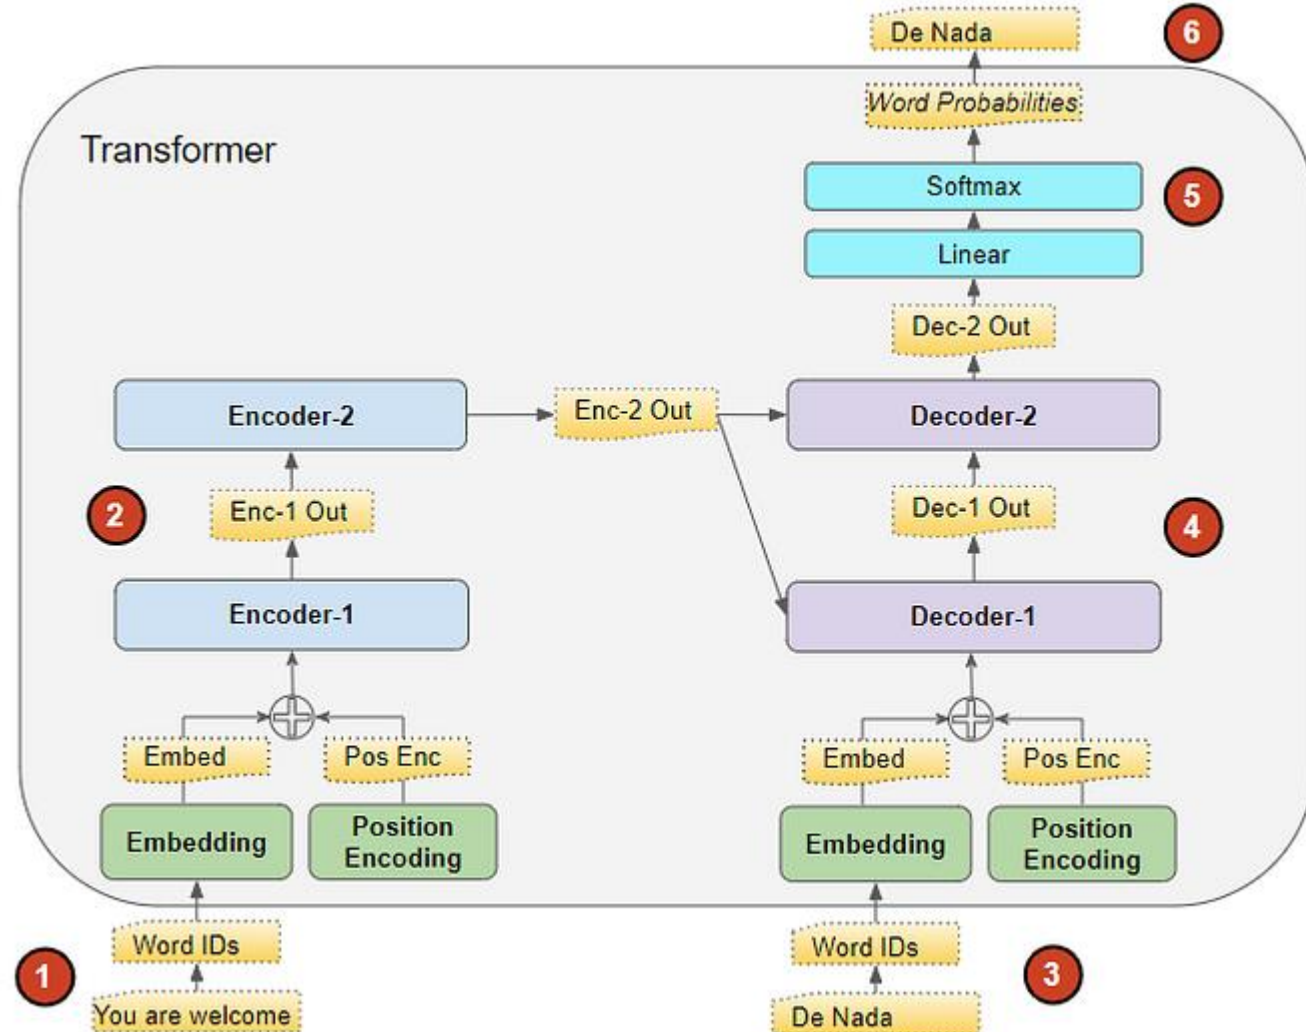 De Nada
6
Word Probabilities
Transformer
Softmax
5
Linear
Dec-2 Out
Encoder-2
Enc-2 Out
Decoder-2
2
Enc-1 Out
Dec-1 Out
4
Encoder-1
Decoder-1
Embed
Pos Enc
Embed
Pos Enc
Embedding
Position
Encoding
Embedding
Position
Encoding
1
Word IDs
You are welcome
Word IDs
3
De Nada